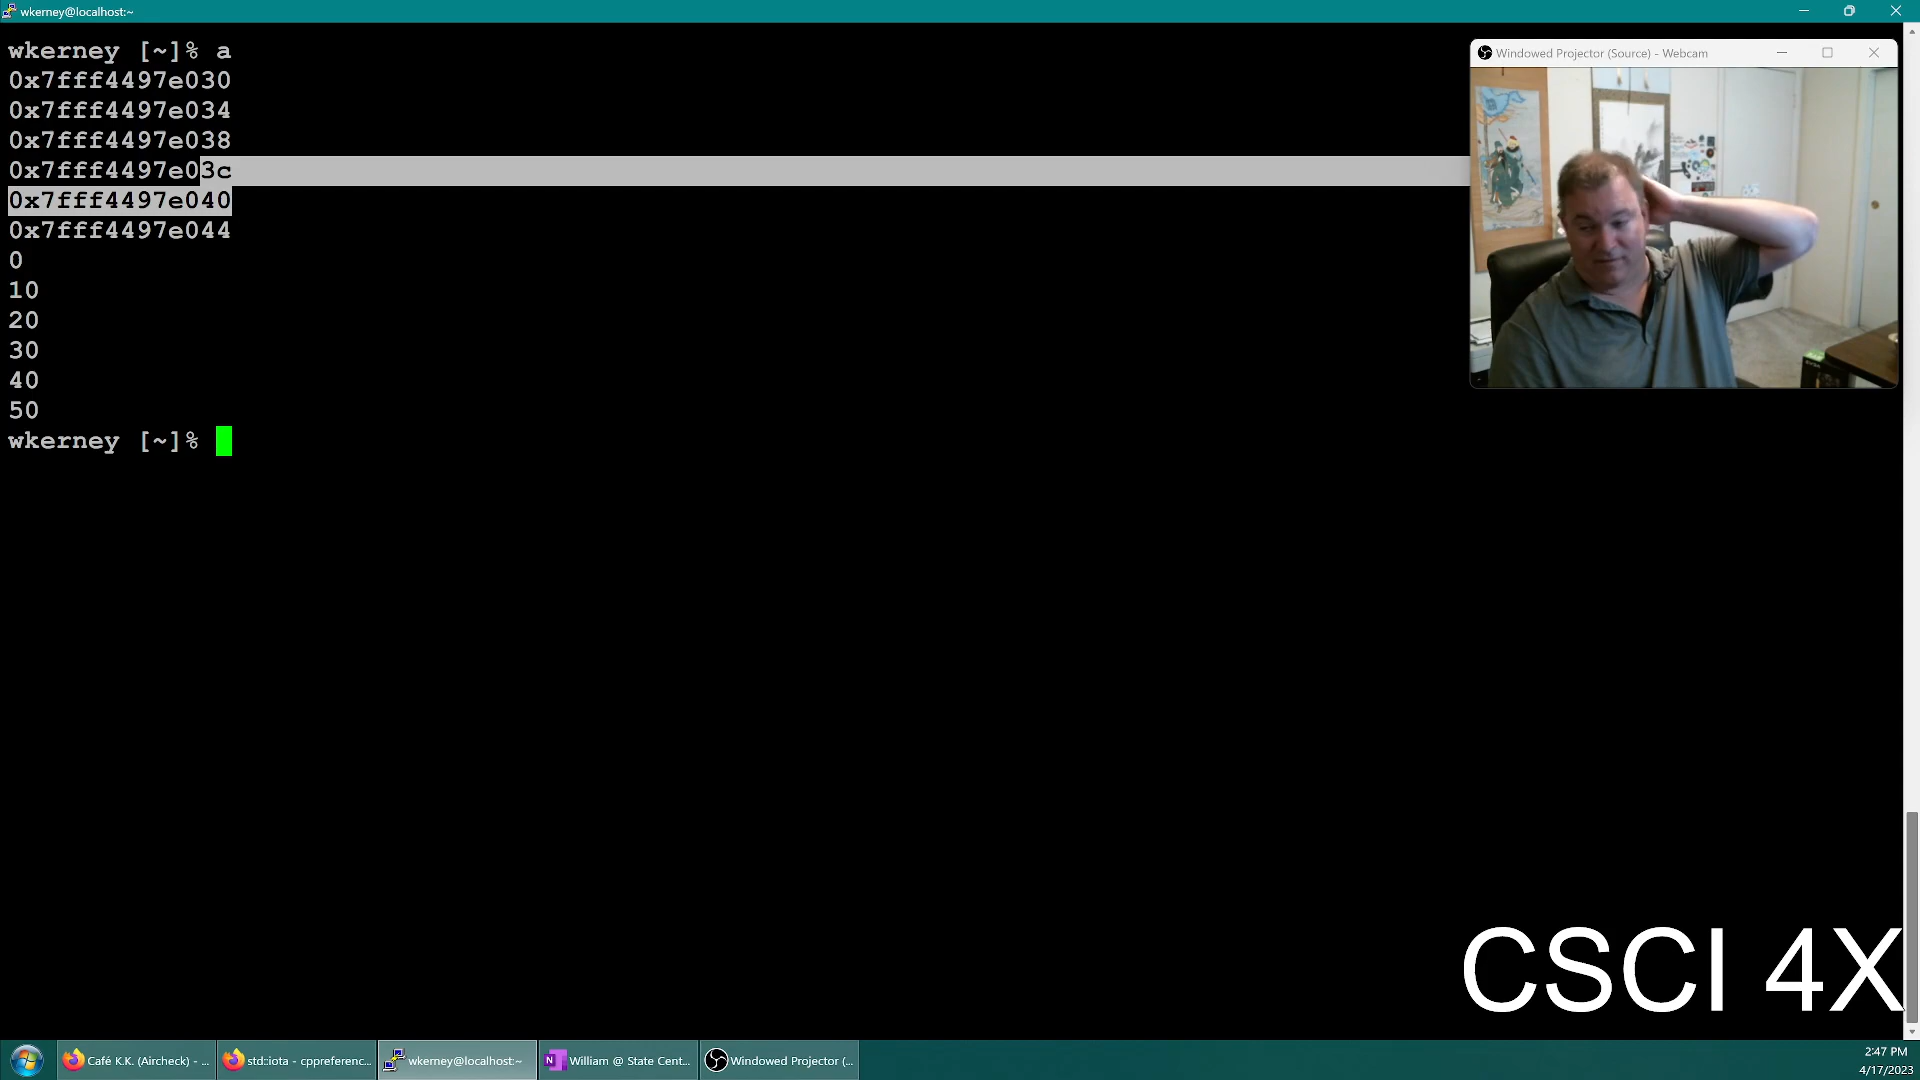 wkerney@localhost:~
wkerney [~]% a
0x7fff4497e030
0x7fff4497e034
0x7fff4497e038
0x7fff4497e03c
0x7fff4497e040
0x7fff4497e044
0
10
20
30
40
50
wkerney [~]%
Windowed Projector (Source) - Webcam
CSCI 4X
Café K.K. (Aircheck) - ...
std::iota - cppreferenc...
wkerney@localhost:~
William @ State Cent...
Windowed Projector (...
2:47 PM
4/17/2023